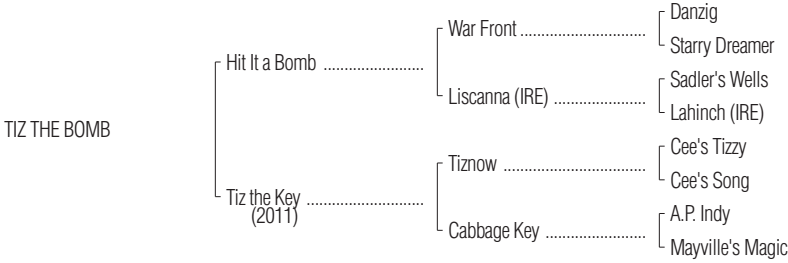 Danzig
War Front ..............................
Starry Dreamer
Hit It a Bomb ........................
Sadler's Wells
Liscanna (IRE) ......................
Lahinch (IRE)
TIZ THE BOMB
Cee's Tizzy
Tiznow ..................................
Cee's Song
Tiz the Key ............................
(2011)
A.P. Indy
Cabbage Key ........................
Mayville's Magic